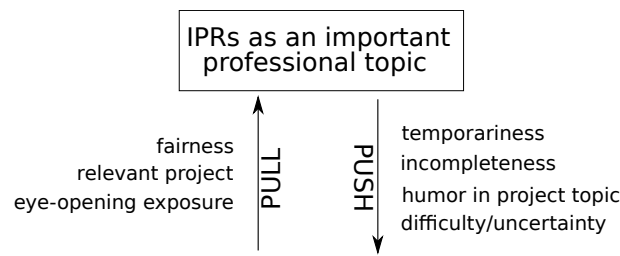 IPRs as an important
professional topic
fairness
relevant project
eye-opening exposure
PULL
PUSH
temporariness
incompleteness
humor in project topic
difficulty/uncertainty